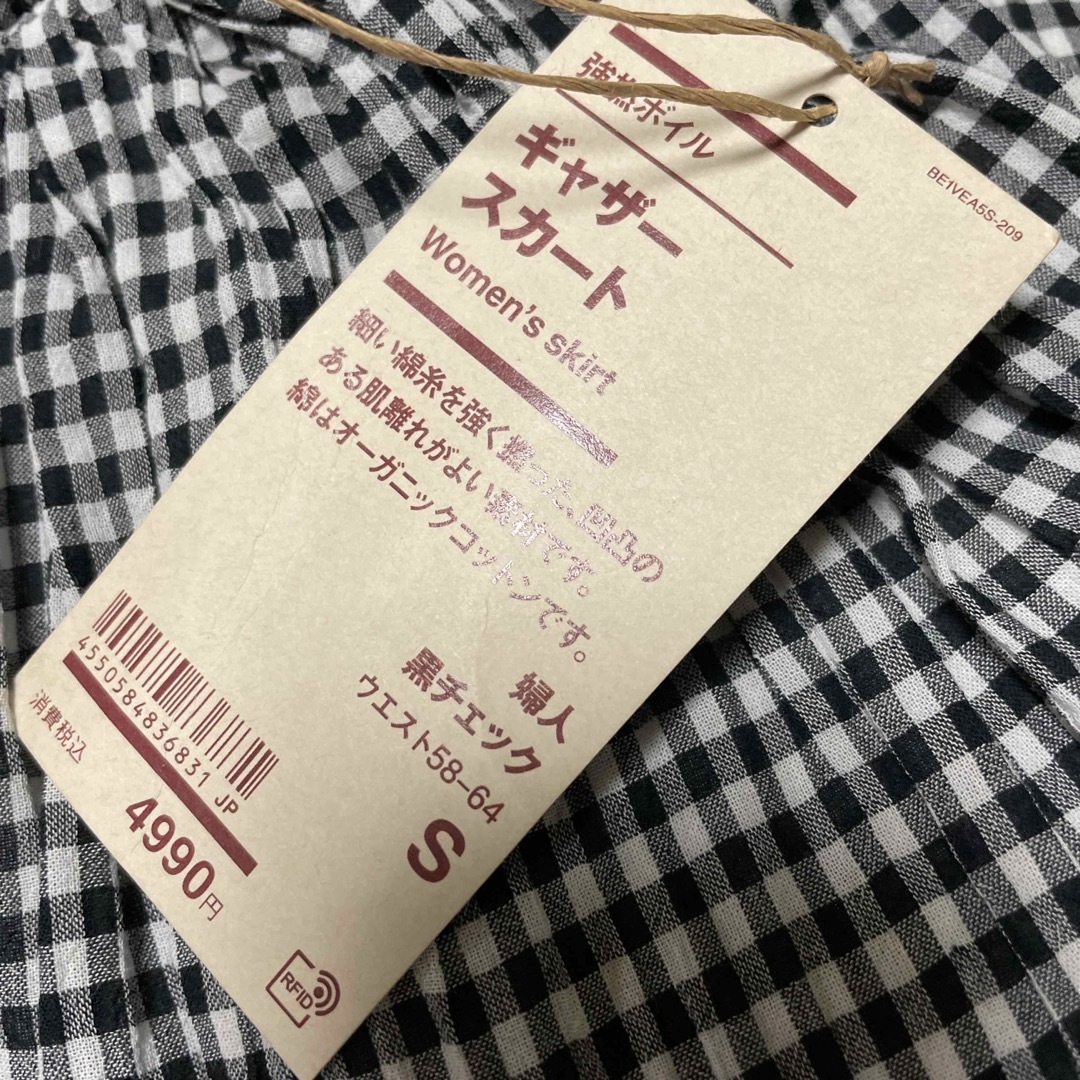 BE1VEA5S-209
強撚ボイル
ギャザー
スカート
Women's skirt
細い綿糸を強く撚った、凹凸の
ある肌離れがよい素材です。
綿はオーガニックコットンです。
婦人
黒チェック
ウエスト58-64
S
4550584836831 JP
消費税込
4990円
RFID